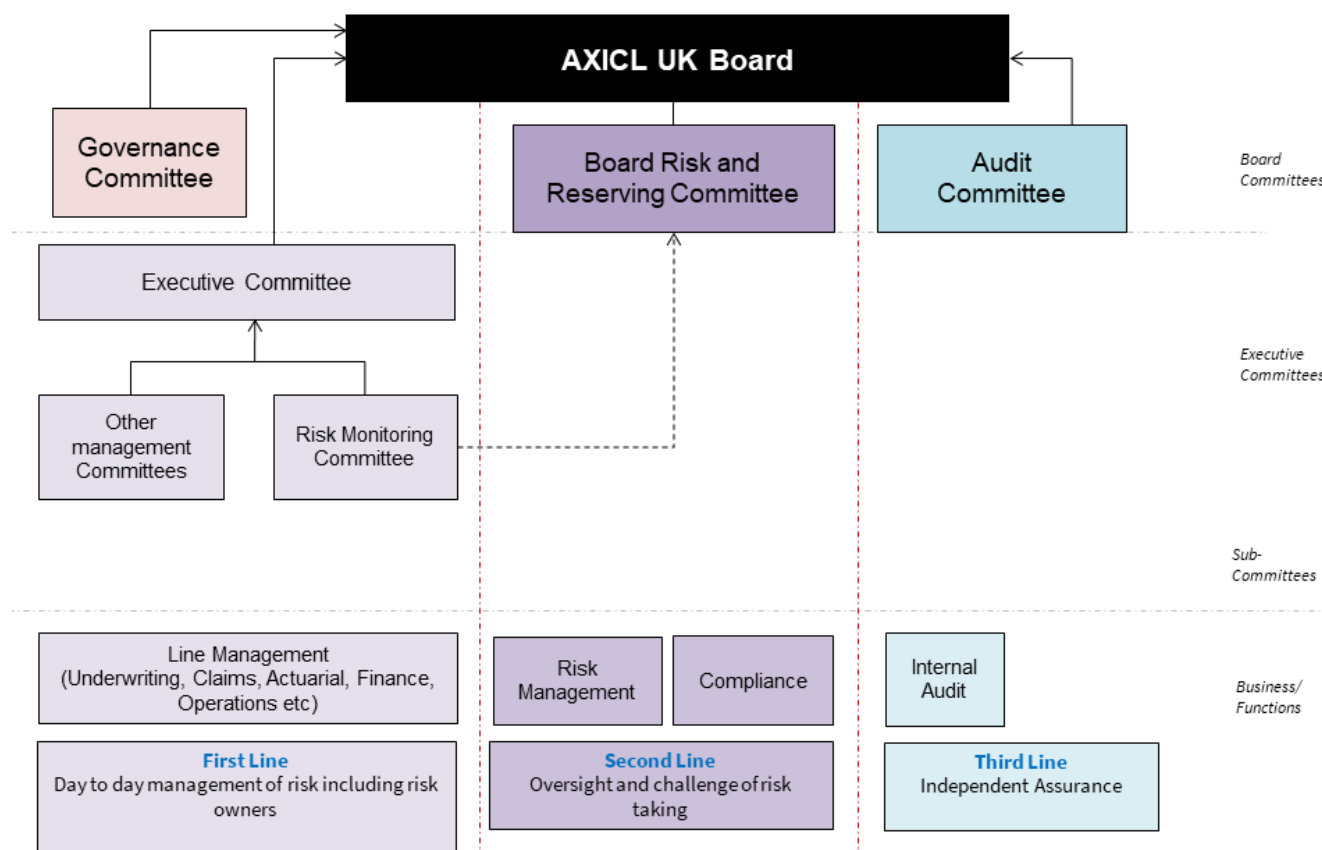 AXICL UK Board
Governance
Committee
Board Risk and
Reserving Committee
Audit
Committee
Board
Committees
Executive Committee
Executive
Committees
Other
management
Committees
Risk Monitoring
Committee
Sub-
Committees
Line Management
(Underwriting, Claims, Actuarial, Finance,
Operations etc)
Risk
Management
Compliance
Internal
Audit
Business/
Functions
First Line
Day to day management of risk including risk
owners
Second Line
Oversight and challenge of risk
taking
Third Line
Independent Assurance